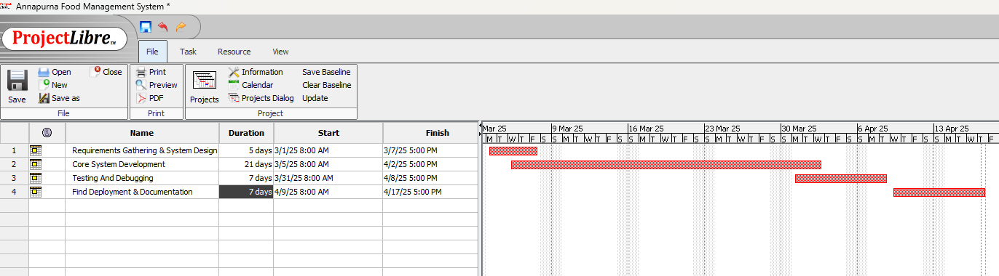 Annapurna Food Management System *
ProjectLibre TM
File Task Resource View
Save Open New Save as Close
File
Print Preview PDF
Print
Projects Information Calendar Projects Dialog Save Baseline Clear Baseline Update
Project
Name Duration Start Finish
1 Requirements Gathering & System Design 5 days 3/1/25 8:00 AM 3/7/25 5:00 PM
2 Core System Development 21 days 3/5/25 8:00 AM 4/2/25 5:00 PM
3 Testing And Debugging 7 days 3/31/25 8:00 AM 4/8/25 5:00 PM
4 Find Deployment & Documentation 7 days 4/9/25 8:00 AM 4/17/25 5:00 PM
Mar 25 9 Mar 25 16 Mar 25 23 Mar 25 30 Mar 25 6 Apr 25 13 Apr 25
M T W T F S S M T W T F S S M T W T F S S M T W T F S S M T W T F S S M T W T F S S M T W T F